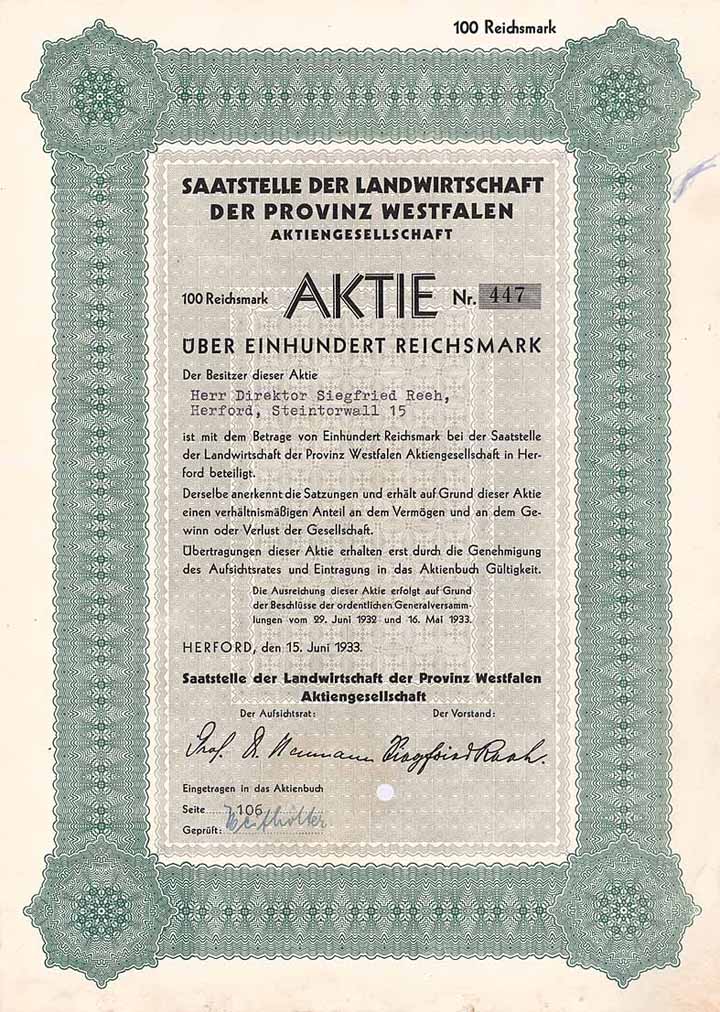 100 Reichsmark
SAATSTELLE DER LANDWIRTSCHAFT
DER PROVINZ WESTFALEN
AKTIENGESELLSCHAFT
100 Reichsmark AKTIE Nr. 447
ÜBER EINHUNDERT REICHSMARK
Der Besitzer dieser Aktie
Herr Direktor Siegfried Reeh,
Herford, Steintorwall 15
ist mit dem Betrage von Einhundert Reichsmark bei der Saatstelle
der Landwirtschaft der Provinz Westfalen Aktiengesellschaft in Her-
ford beteiligt.
Derselbe anerkennt die Satzungen und erhält auf Grund dieser Aktie
einen verhältnismäßigen Anteil an dem Vermögen und an dem Ge-
winn oder Verlust der Gesellschaft.
Übertragungen dieser Aktie erhalten erst durch die Genehmigung
des Aufsichtsrates und Eintragung in das Aktienbuch Gültigkeit.
Die Ausreichung dieser Aktie erfolgt auf Grund
der Beschlüsse der ordentlichen Generalversamm-
lungen vom 29. Juni 1932 und 16. Mai 1933.
HERFORD, den 15. Juni 1933.
Saatstelle der Landwirtschaft der Provinz Westfalen
Aktiengesellschaft
Der Aufsichtsrat: Der Vorstand:
Prof. D. Naumann Siegfried Reeh.
Eingetragen in das Aktienbuch
Seite 106
Geprüft: